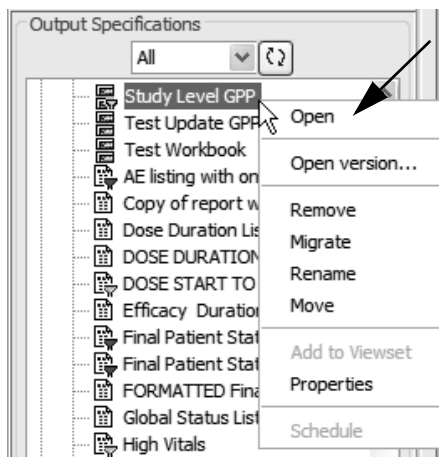 Output Specifications
All
Study Level GPP
Test Update GPP
Test Workbook
AE listing with on
Copy of report w
Dose Duration Lis
DOSE DURATION
DOSE START TO
Efficacy Duration
Final Patient Stat
Final Patient Stat
FORMATTED Fina
Global Status List
High Vitals
Open
Open version...
Remove
Migrate
Rename
Move
Add to Viewset
Properties
Schedule